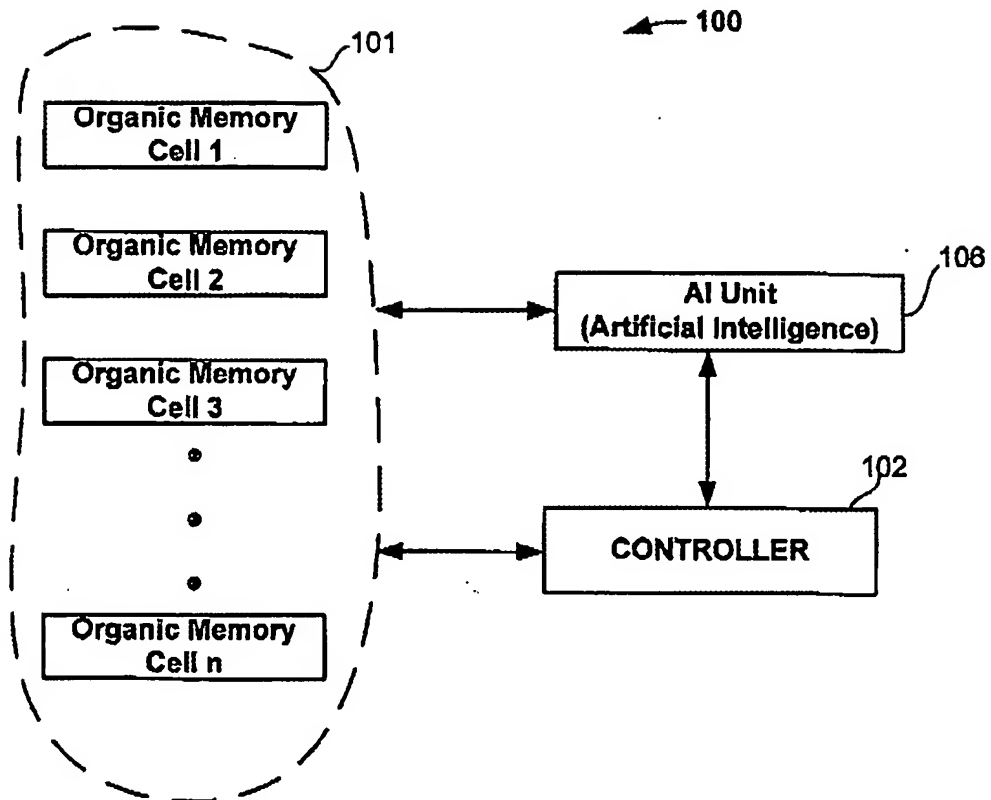 100
101
Organic Memory
Cell 1
Organic Memory
Cell 2
106
AI Unit
(Artificial Intelligence)
Organic Memory
Cell 3
102
CONTROLLER
Organic Memory
Cell n